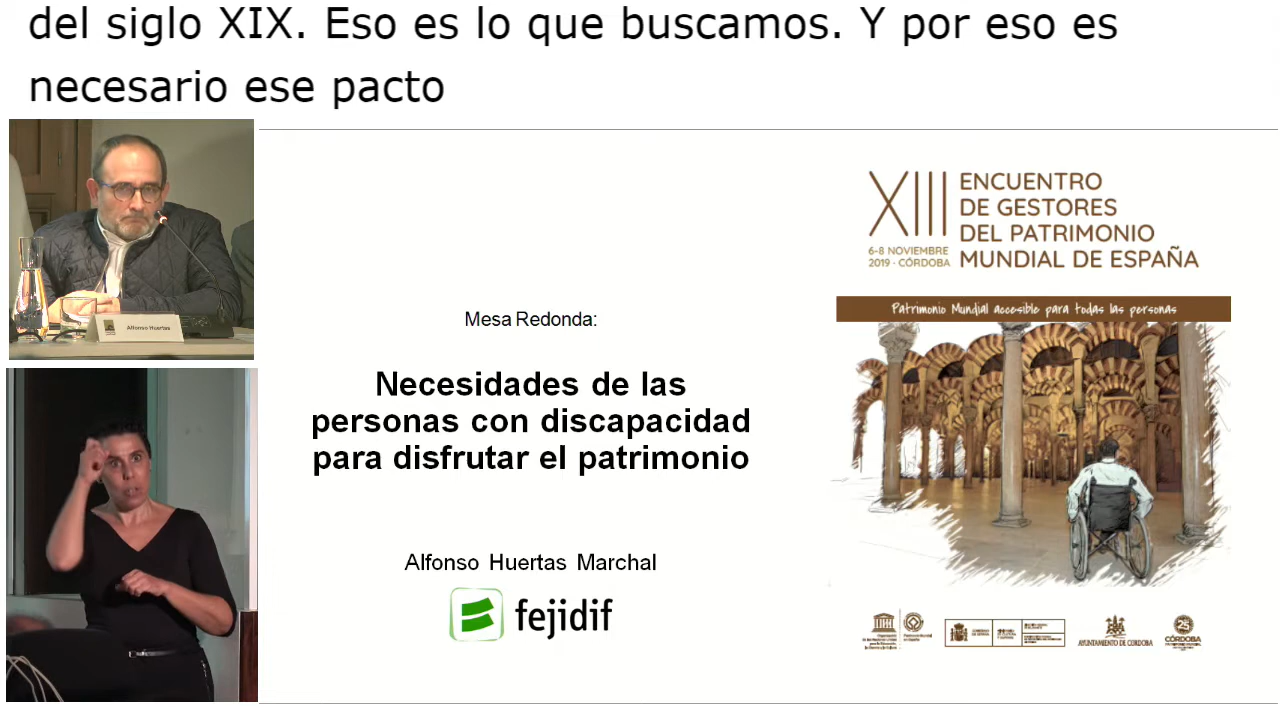 del siglo XIX. Eso es lo que buscamos. Y por eso es
necesario ese pacto
Alfonso Huertas
Mesa Redonda:
Necesidades de las
personas con discapacidad
para disfrutar el patrimonio
Alfonso Huertas Marchal
fejidif
XIII
6-8 NOVIEMBRE
2019 - CÓRDOBA
ENCUENTRO
DE GESTORES
DEL PATRIMONIO
MUNDIAL DE ESPAÑA
Patrimonio Mundial accesible para todas las personas
AYUNTAMIENTO DE CÓRDOBA
25
CÓRDOBA